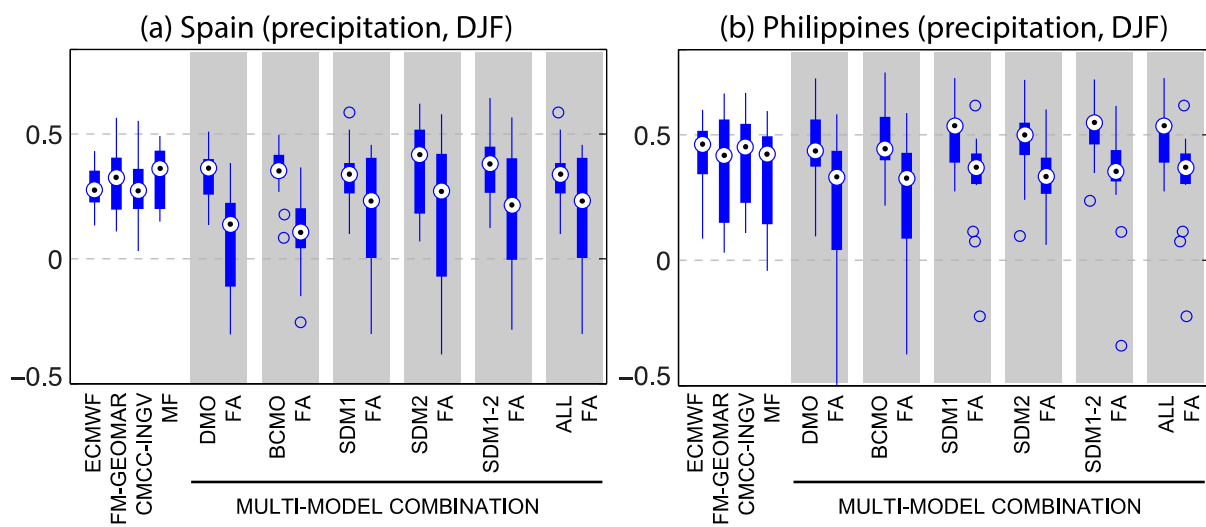 (a) Spain (precipitation, DJF)
0.5
0
−0.5
ECMWF
FM-GEOMAR
CMCC-INGV
MF
DMO
FA
BCMO
FA
SDM1
FA
SDM2
FA
SDM1-2
FA
ALL
FA
MULTI-MODEL COMBINATION
(b) Philippines (precipitation, DJF)
0.5
0
−0.5
ECMWF
FM-GEOMAR
CMCC-INGV
MF
DMO
FA
BCMO
FA
SDM1
FA
SDM2
FA
SDM1-2
FA
ALL
FA
MULTI-MODEL COMBINATION